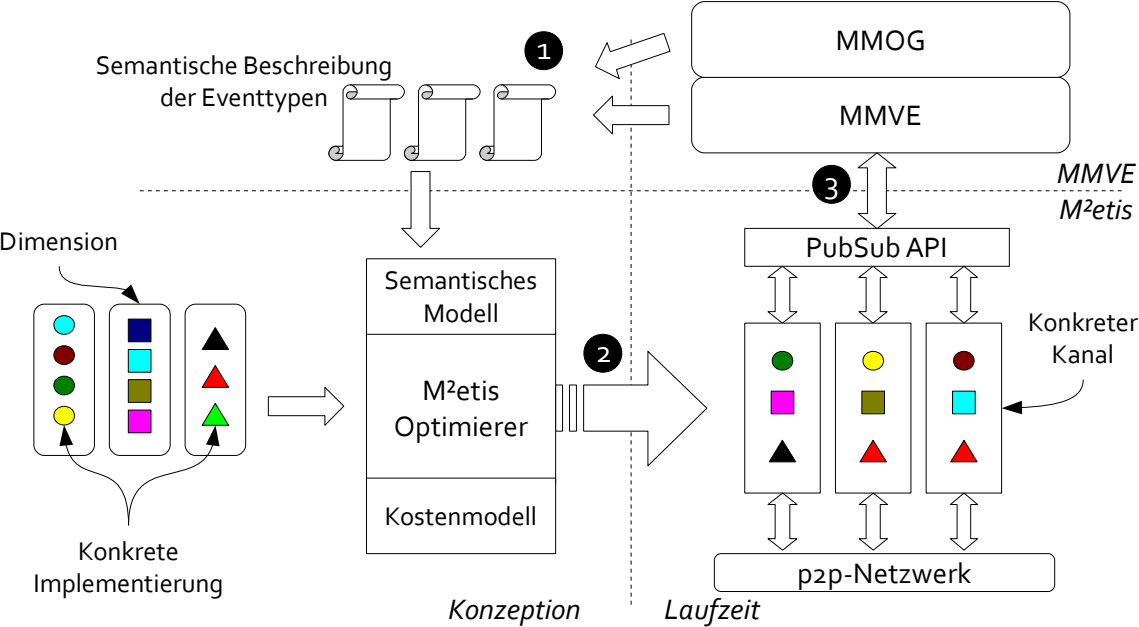 1
MMOG
Semantische Beschreibung
der Eventtypen
MMVE
3
MMVE
M²etis
Dimension
PubSub API
Semantisches
Modell
2
Konkreter
Kanal
M²etis
Optimierer
Kostenmodell
Konkrete
Implementierung
p2p-Netzwerk
Konzeption
Laufzeit